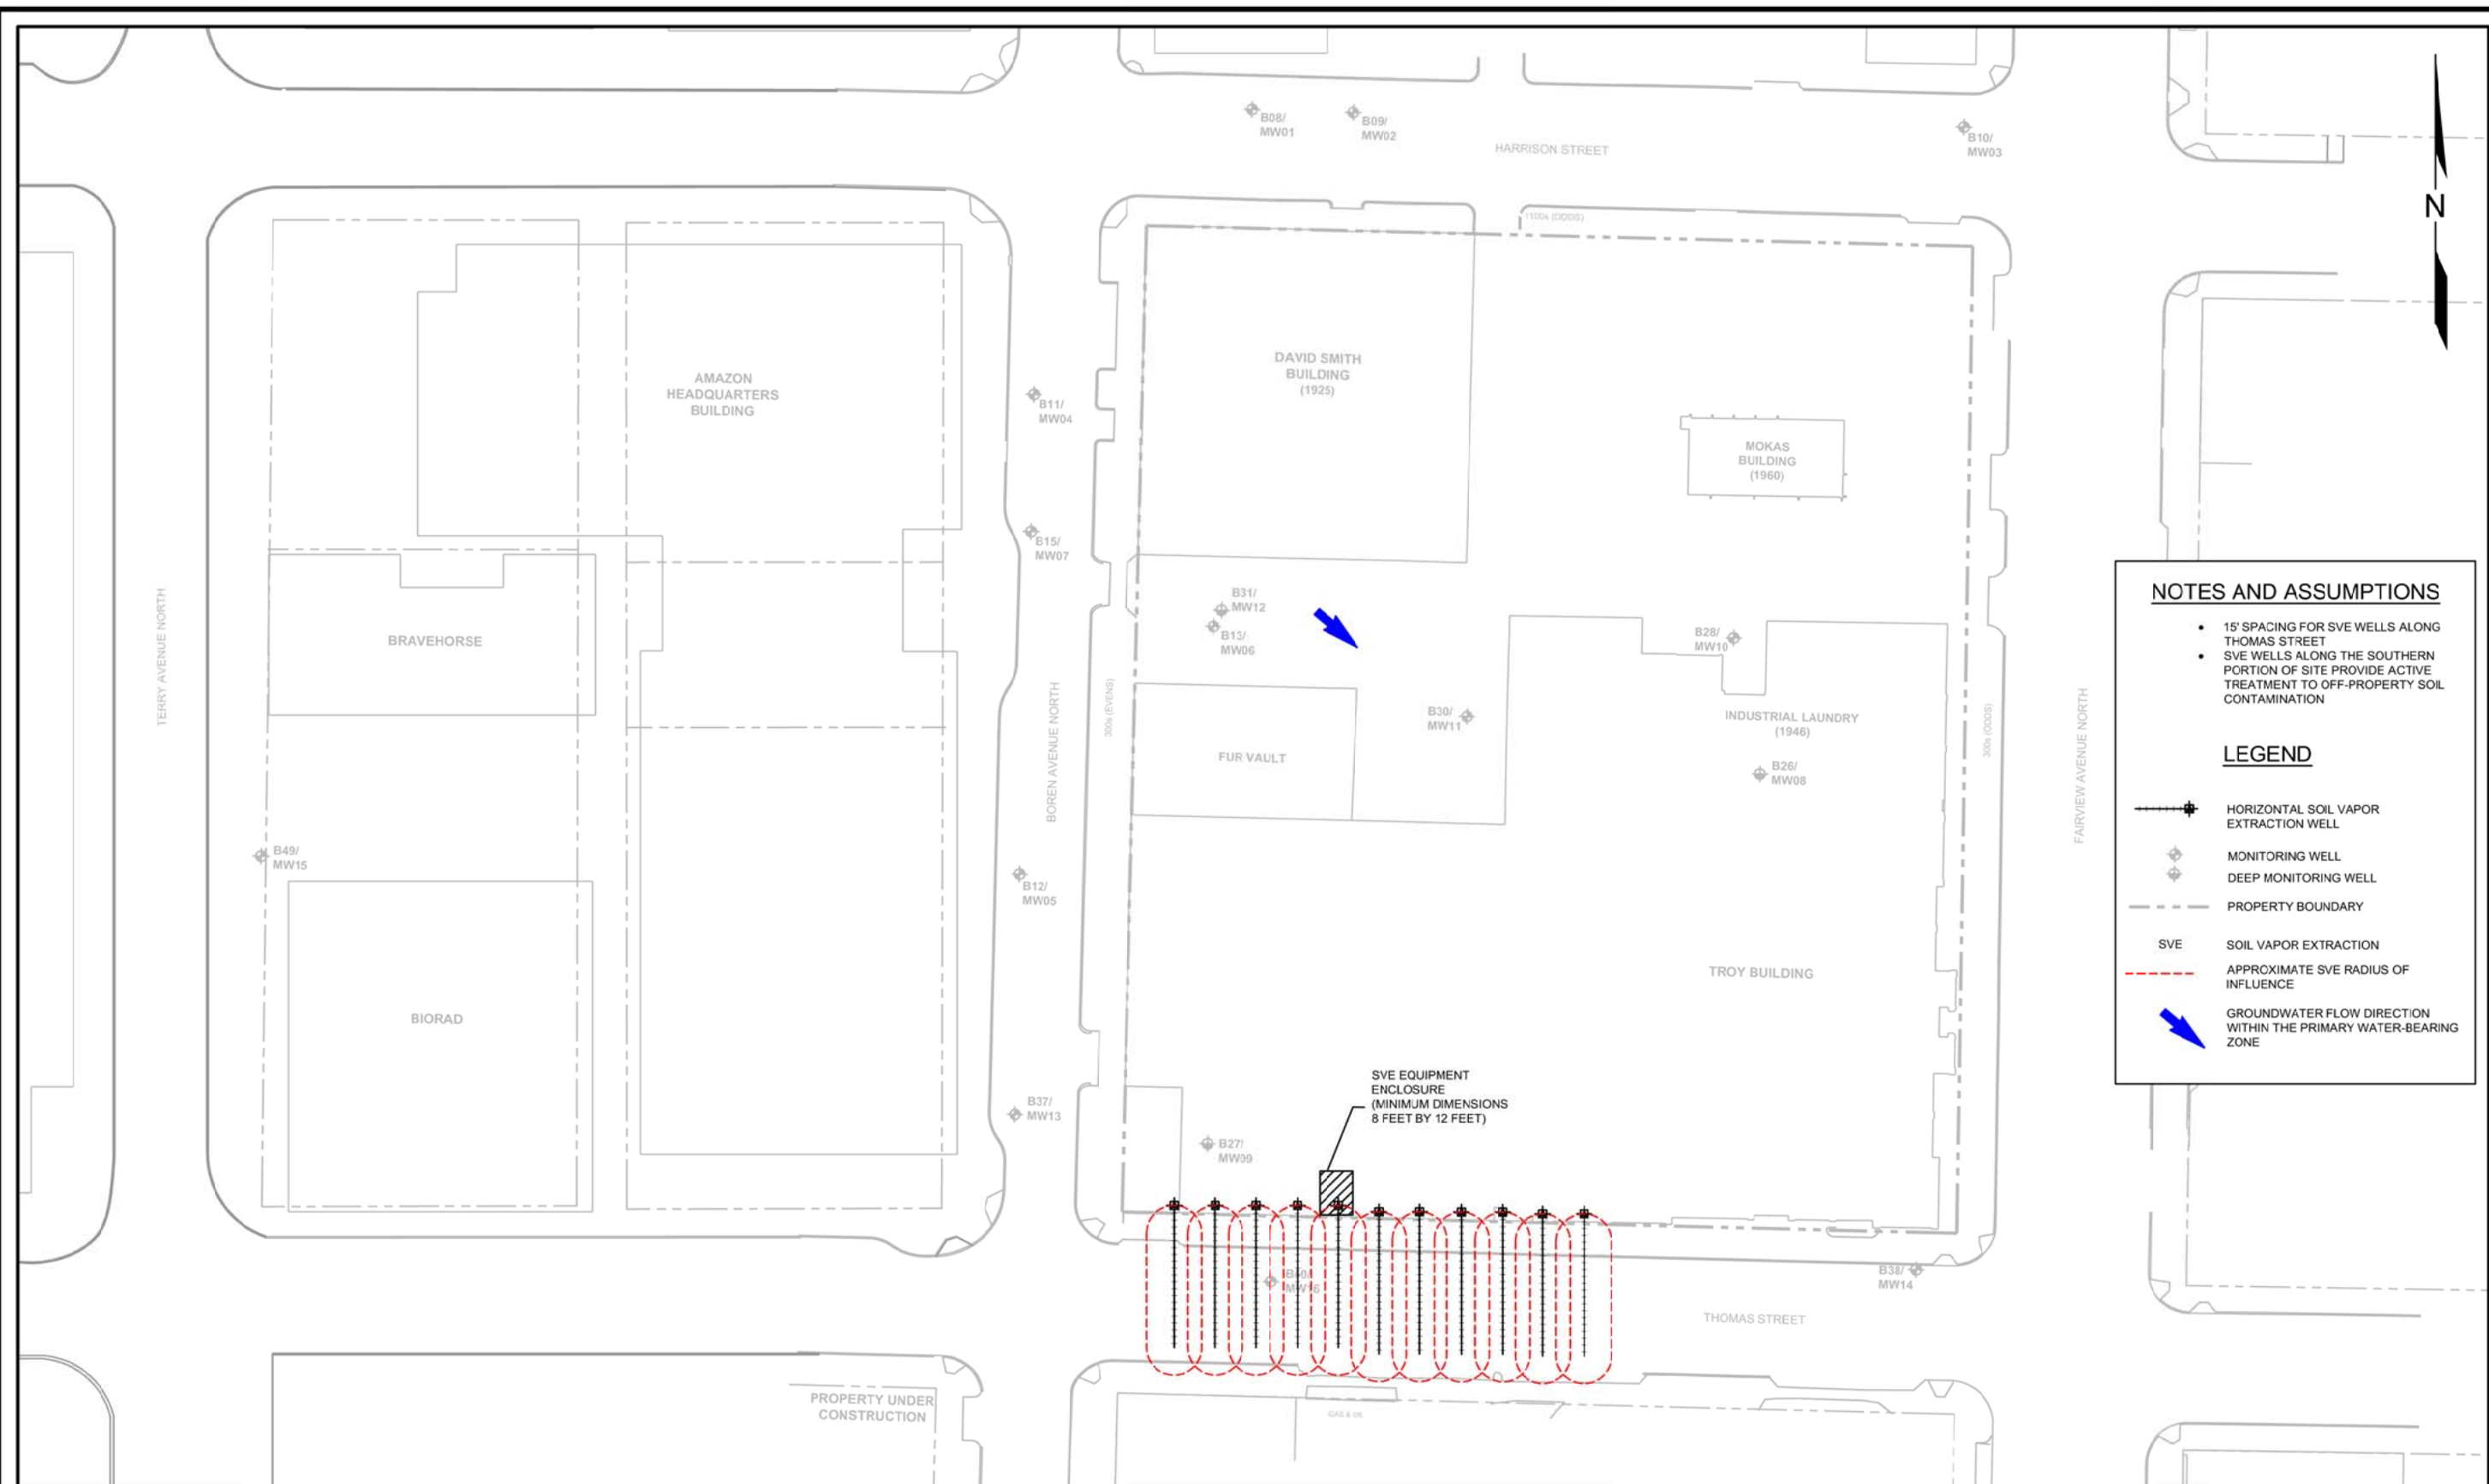 B08/
MW01
B09/
MW02
HARRISON STREET
B10/
MW03
N
1100s (ODDS)
AMAZON
HEADQUARTERS
BUILDING
B11/
MW04
DAVID SMITH
BUILDING
(1925)
MOKAS
BUILDING
(1960)
B15/
MW07
TERRY AVENUE NORTH
BRAVEHORSE
BOREN AVENUE NORTH
300s (EVENS)
B31/
MW12
B13/
MW06
B28/
MW10
B30/
MW11
FUR VAULT
INDUSTRIAL LAUNDRY
(1946)
B26/
MW08
300s (ODDS)
FAIRVIEW AVENUE NORTH
B49/
MW15
B12/
MW05
BIORAD
TROY BUILDING
B37/
MW13
B27/
MW09
SVE EQUIPMENT
ENCLOSURE
(MINIMUM DIMENSIONS
8 FEET BY 12 FEET)
MW16
B38/
MW14
THOMAS STREET
PROPERTY UNDER
CONSTRUCTION
NOTES AND ASSUMPTIONS
• 15' SPACING FOR SVE WELLS ALONG
THOMAS STREET
• SVE WELLS ALONG THE SOUTHERN
PORTION OF SITE PROVIDE ACTIVE
TREATMENT TO OFF-PROPERTY SOIL
CONTAMINATION
LEGEND
HORIZONTAL SOIL VAPOR
EXTRACTION WELL
MONITORING WELL
DEEP MONITORING WELL
PROPERTY BOUNDARY
SVE SOIL VAPOR EXTRACTION
APPROXIMATE SVE RADIUS OF
INFLUENCE
GROUNDWATER FLOW DIRECTION
WITHIN THE PRIMARY WATER-BEARING
ZONE